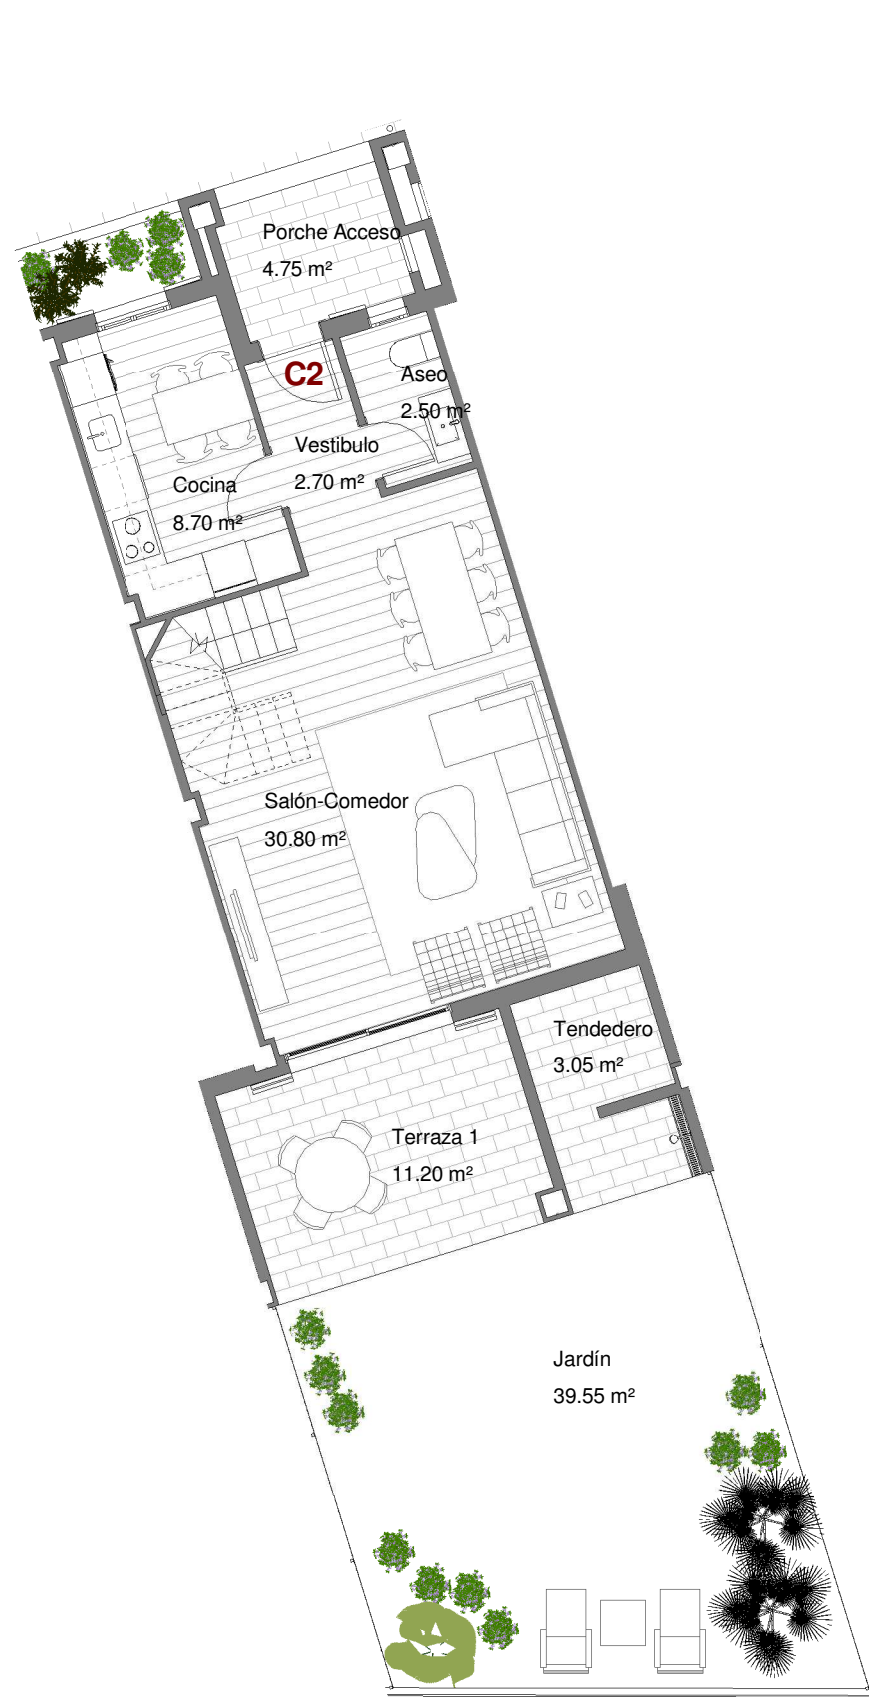 Porche Acceso
4.75 m²
C2
Aseo
2.50 m²
Vestibulo
2.70 m²
Cocina
8.70 m²
Salón-Comedor
30.80 m²
Tendedero
3.05 m²
Terraza 1
11.20 m²
Jardín
39.55 m²